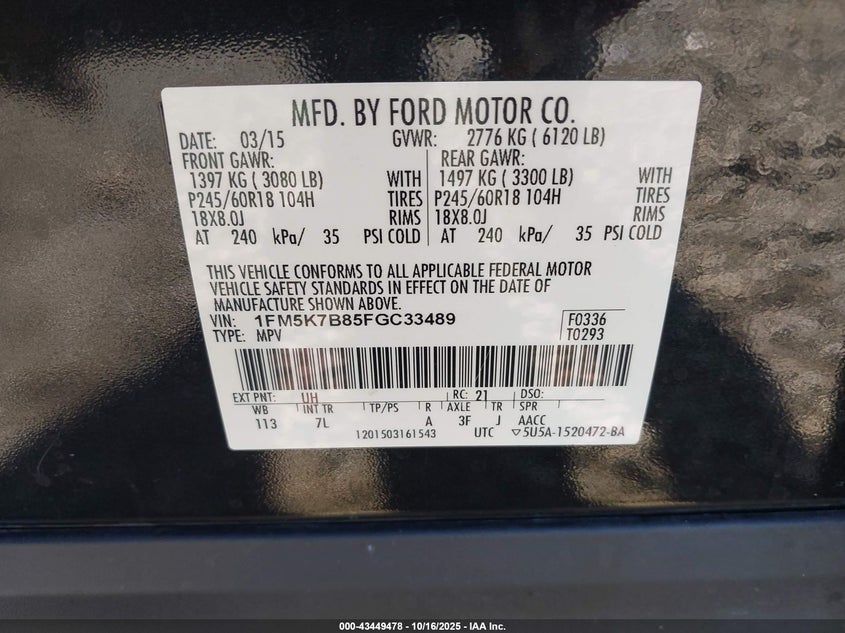 MFD. BY FORD MOTOR CO.
DATE: 03/15 GVWR: 2776 KG ( 6120 LB)
FRONT GAWR: REAR GAWR:
1397 KG ( 3080 LB) WITH 1497 KG ( 3300 LB) WITH
P245/60R18 104H TIRES P245/60R18 104H TIRES
18X8.0J RIMS 18X8.0J RIMS
AT 240 kPa/ 35 PSI COLD AT 240 kPa/ 35 PSI COLD
THIS VEHICLE CONFORMS TO ALL APPLICABLE FEDERAL MOTOR
VEHICLE SAFETY STANDARDS IN EFFECT ON THE DATE OF
MANUFACTURE SHOWN ABOVE.
VIN: 1FM5K7B85FGC33489 F0336
TYPE: MPV T0293
EXT PNT: UH RC: 21 DSO:
WB INT TR TP/PS R AXLE TR SPR
113 7L A 3F J AACC
1201503161543 UTC ▽5U5A-1520472-BA
000-43449478 - 10/16/2025 - IAA Inc.